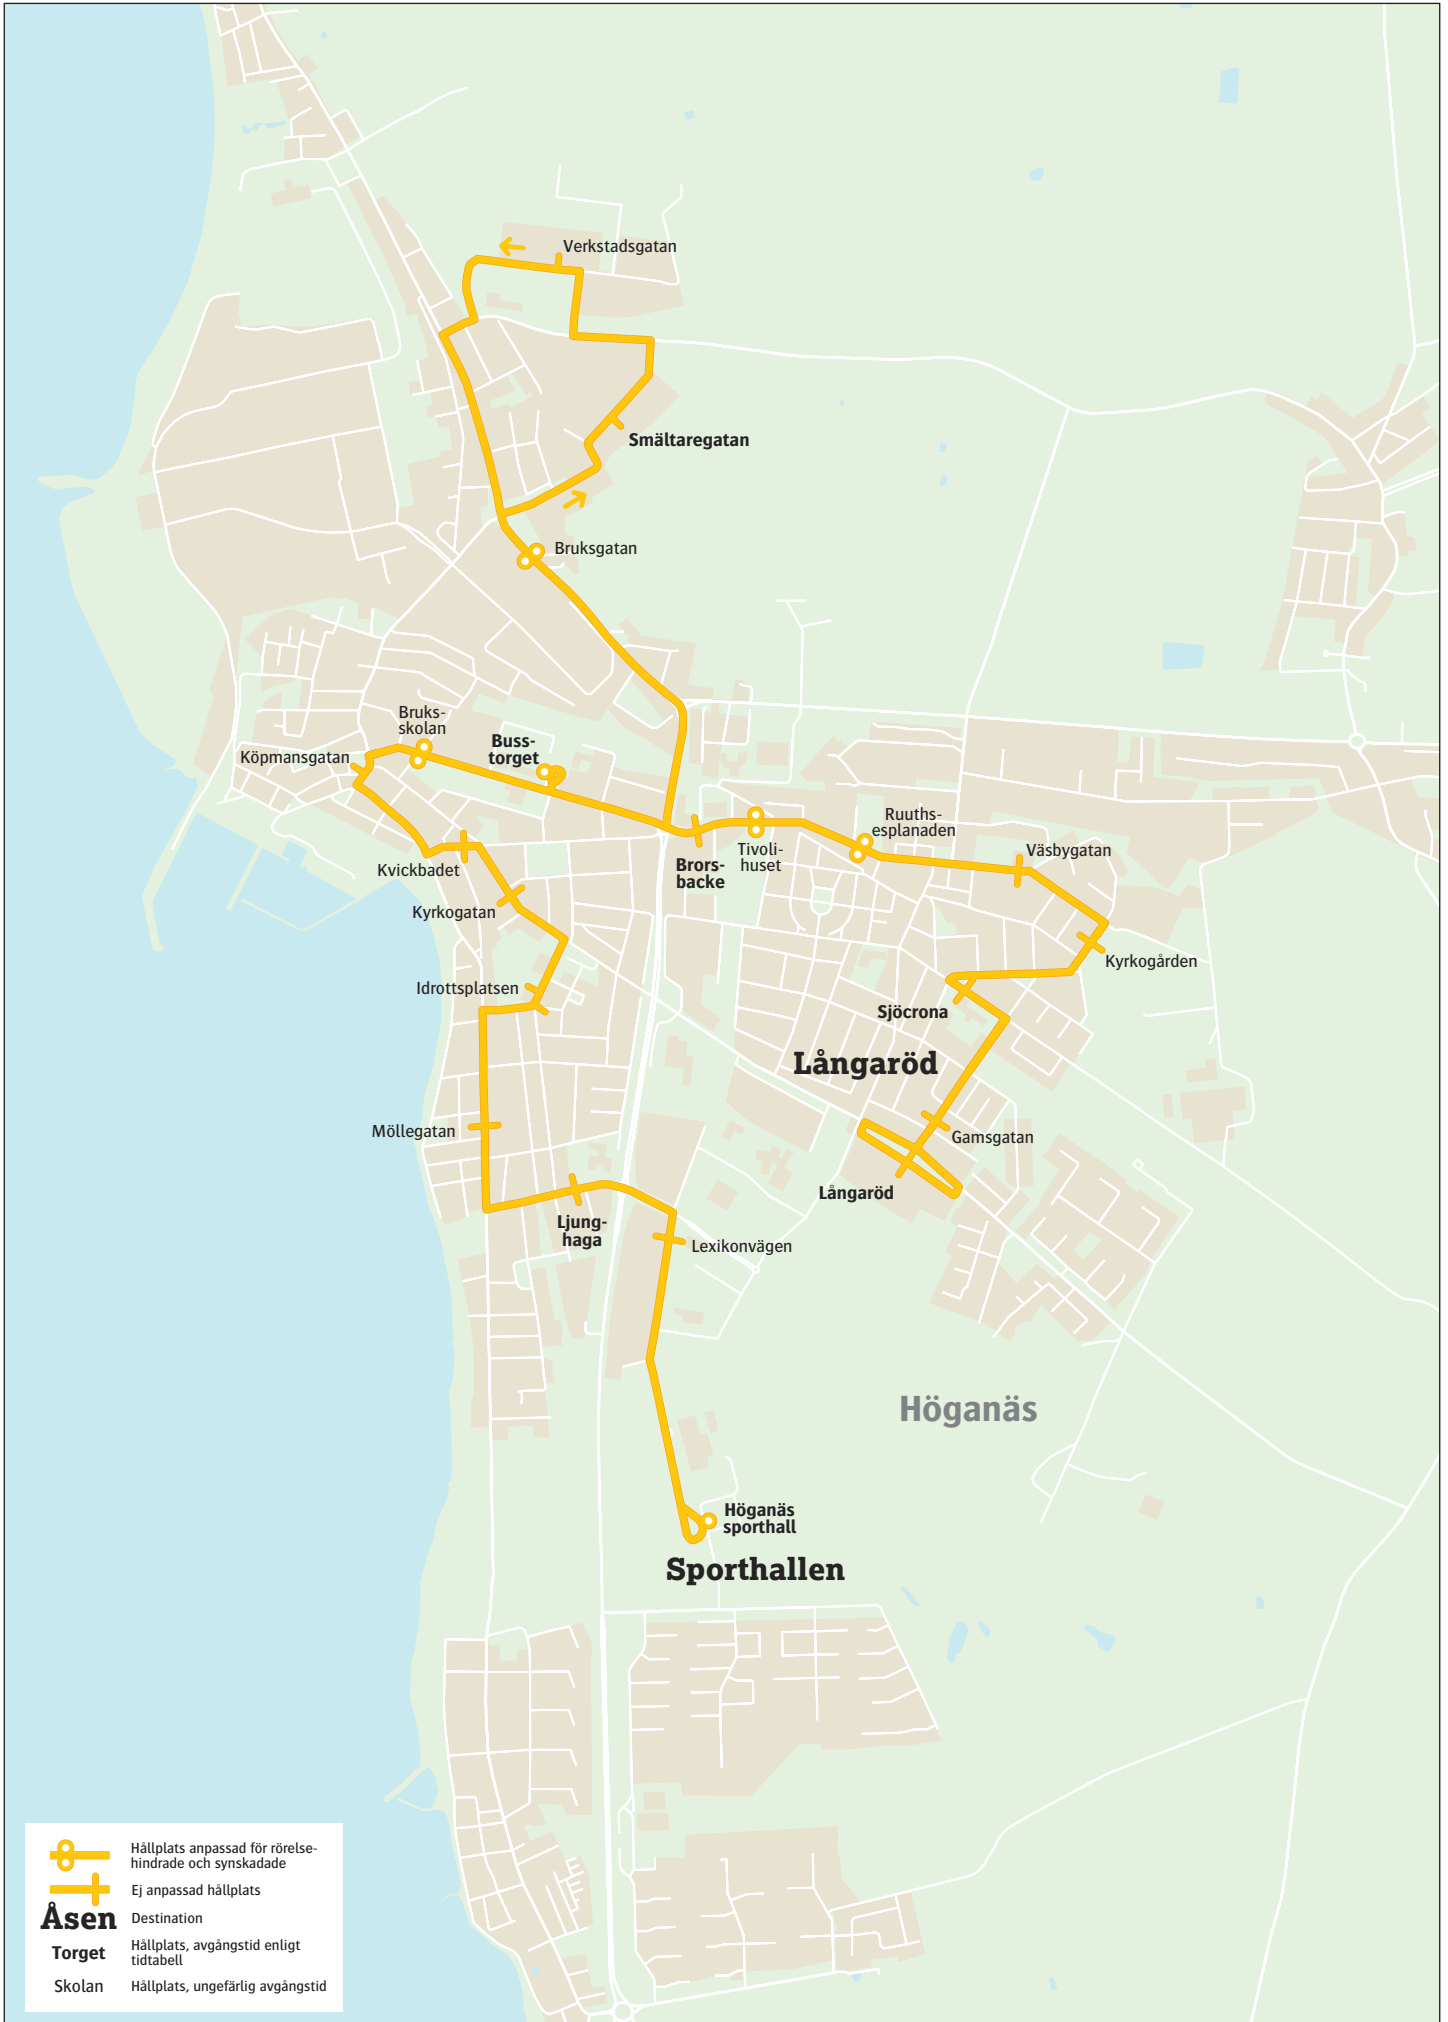 Verkstadsgatan
Smältaregatan
Bruksgatan
Bruks-
skolan
Buss-
torget
Köpmansgatan
Ruuths-
esplanaden
Tivoli-
huset
Brors-
backe
Väsbygatan
Kvickbadet
Kyrkogatan
Kyrkogården
Idrottsplatsen
Sjöcrona
Långaröd
Möllegatan
Gamsgatan
Långaröd
Ljung-
haga
Lexikonvägen
Höganäs
Höganäs
sporthall
Sporthallen
Hållplats anpassad för rörelse-
hindrade och synskadade
Ej anpassad hållplats
Åsen Destination
Torget Hållplats, avgångstid enligt
tidtabell
Skolan Hållplats, ungefärlig avgångstid